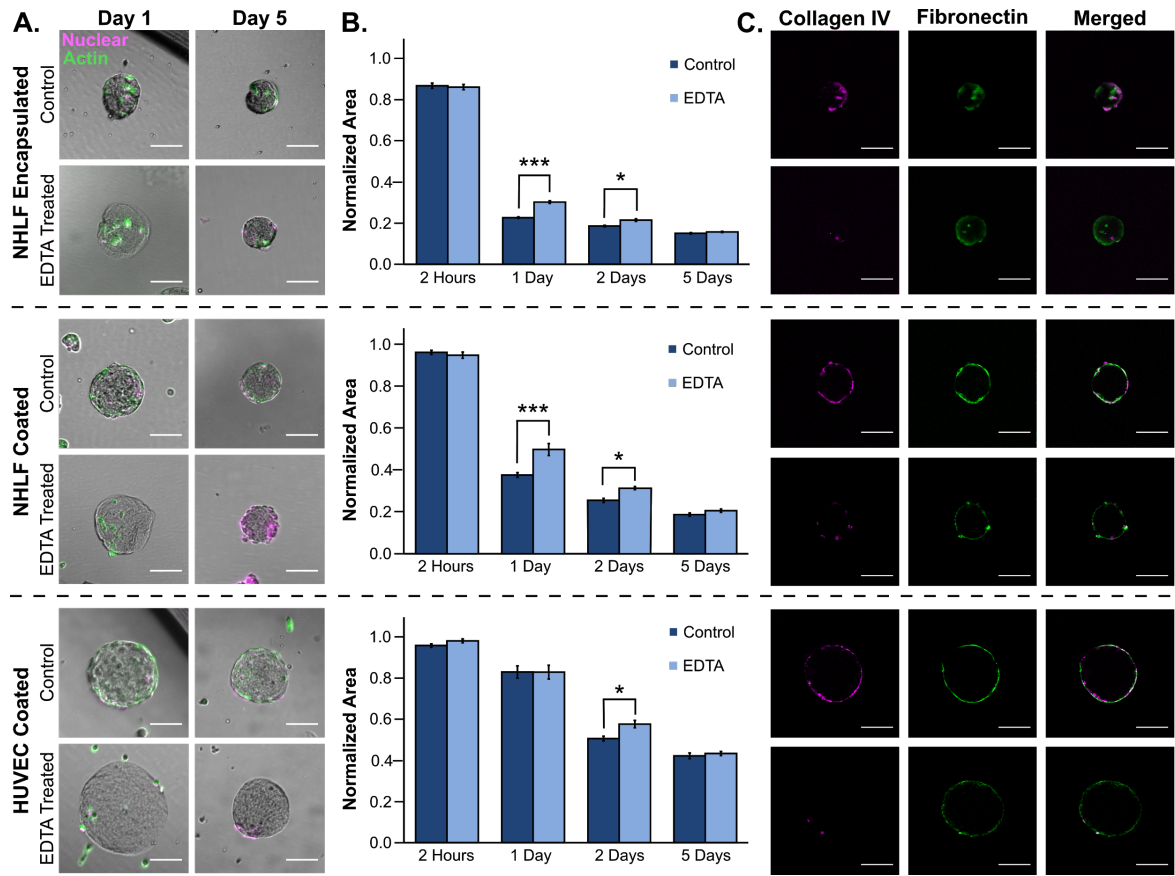 A.
Day 1
Day 5
B.
C.
Collagen IV
Fibronectin
Merged
NHLF Encapsulated
Control
EDTA Treated
Nuclear
Actin
Normalized Area
1.0
0.8
0.6
0.4
0.2
0.0
Control
EDTA
***
*
2 Hours
1 Day
2 Days
5 Days
NHLF Coated
Control
EDTA Treated
Normalized Area
1.0
0.8
0.6
0.4
0.2
0.0
Control
EDTA
***
*
2 Hours
1 Day
2 Days
5 Days
HUVEC Coated
Control
EDTA Treated
Normalized Area
1.0
0.8
0.6
0.4
0.2
0.0
Control
EDTA
*
2 Hours
1 Day
2 Days
5 Days